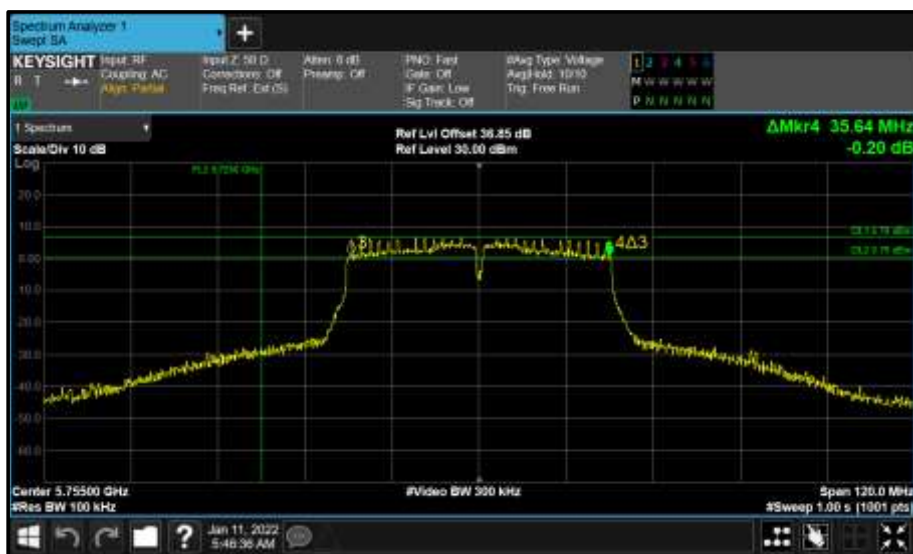 Spectrum Analyzer 1
Swept SA
KEYSIGHT
R T
Input: RF
Coupling: AC
Align: Partial
Input Z: 50 Ω
Corrections: Off
Freq Ref: Ext (S)
Atten: 0 dB
Preamp: Off
PNO: Fast
Gate: Off
IF Gain: Low
Sig Track: Off
#Avg Type: Voltage
Avg|Hold: 10/10
Trig: Free Run
1 2 3 4 5 6
M W W W W W
P N N N N N
1 Spectrum
Scale/Div 10 dB
Ref Lvl Offset 36.85 dB
Ref Level 30.00 dBm
ΔMkr4 35.64 MHz
-0.20 dB
Log
20.0
10.0
0.00
-10.0
-20.0
-30.0
-40.0
-50.0
-60.0
4Δ3
Center 5.75500 GHz
#Res BW 100 kHz
#Video BW 300 kHz
Span 120.0 MHz
#Sweep 1.00 s (1001 pts)
?
Jan 11, 2022
5:46:36 AM